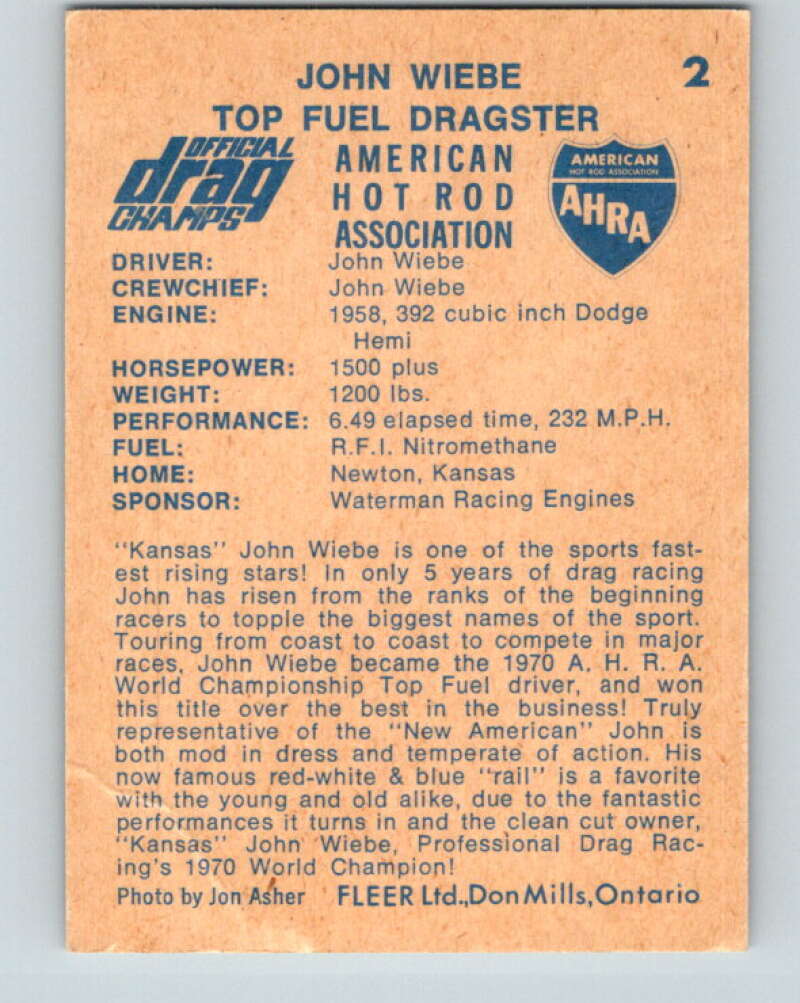 JOHN WIEBE 2
TOP FUEL DRAGSTER
OFFICIAL
drag
CHAMPS
AMERICAN
HOT ROD
ASSOCIATION
AMERICAN
HOT ROD ASSOCIATION
AHRA
DRIVER: John Wiebe
CREWCHIEF: John Wiebe
ENGINE: 1958, 392 cubic inch Dodge
Hemi
HORSEPOWER: 1500 plus
WEIGHT: 1200 lbs.
PERFORMANCE: 6.49 elapsed time, 232 M.P.H.
FUEL: R.F.I. Nitromethane
HOME: Newton, Kansas
SPONSOR: Waterman Racing Engines
"Kansas" John Wiebe is one of the sports fast-
est rising stars! In only 5 years of drag racing
John has risen from the ranks of the beginning
racers to topple the biggest names of the sport.
Touring from coast to coast to compete in major
races, John Wiebe became the 1970 A. H. R. A.
World Championship Top Fuel driver, and won
this title over the best in the business! Truly
representative of the "New American" John is
both mod in dress and temperate of action. His
now famous red-white & blue "rail" is a favorite
with the young and old alike, due to the fantastic
performances it turns in and the clean cut owner,
"Kansas" John Wiebe, Professional Drag Rac-
ing's 1970 World Champion!
Photo by Jon Asher FLEER Ltd., Don Mills, Ontario